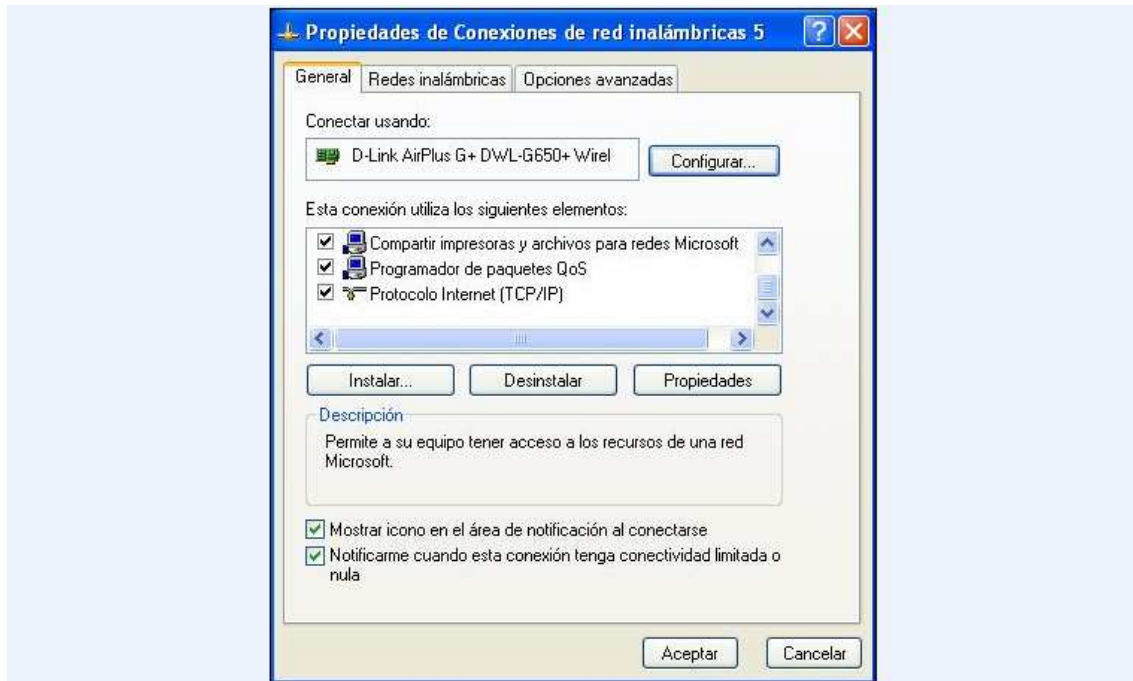 Propiedades de Conexiones de red inalámbricas 5
General
Redes inalámbricas
Opciones avanzadas
Conectar usando:
D-Link AirPlus G+ DWL-G650+ Wirel
Configurar...
Esta conexión utiliza los siguientes elementos:
Compartir impresoras y archivos para redes Microsoft
Programador de paquetes QoS
Protocolo Internet (TCP/IP)
Instalar...
Desinstalar
Propiedades
Descripción
Permite a su equipo tener acceso a los recursos de una red
Microsoft.
Mostrar icono en el área de notificación al conectarse
Notificarme cuando esta conexión tenga conectividad limitada o
nula
Aceptar
Cancelar